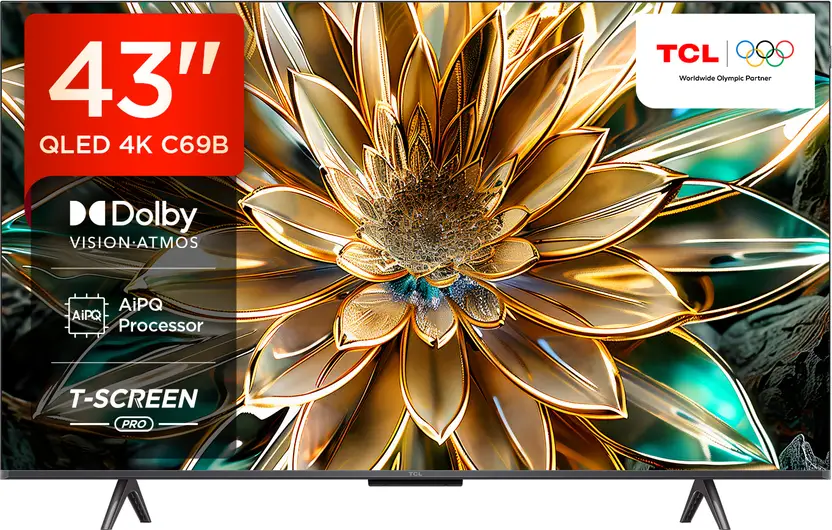 43"
QLED 4K C69B
Dolby
VISION·ATMOS
AiPQ
AiPQ
Processor
T-SCREEN
PRO
TCL
Worldwide Olympic Partner
TCL